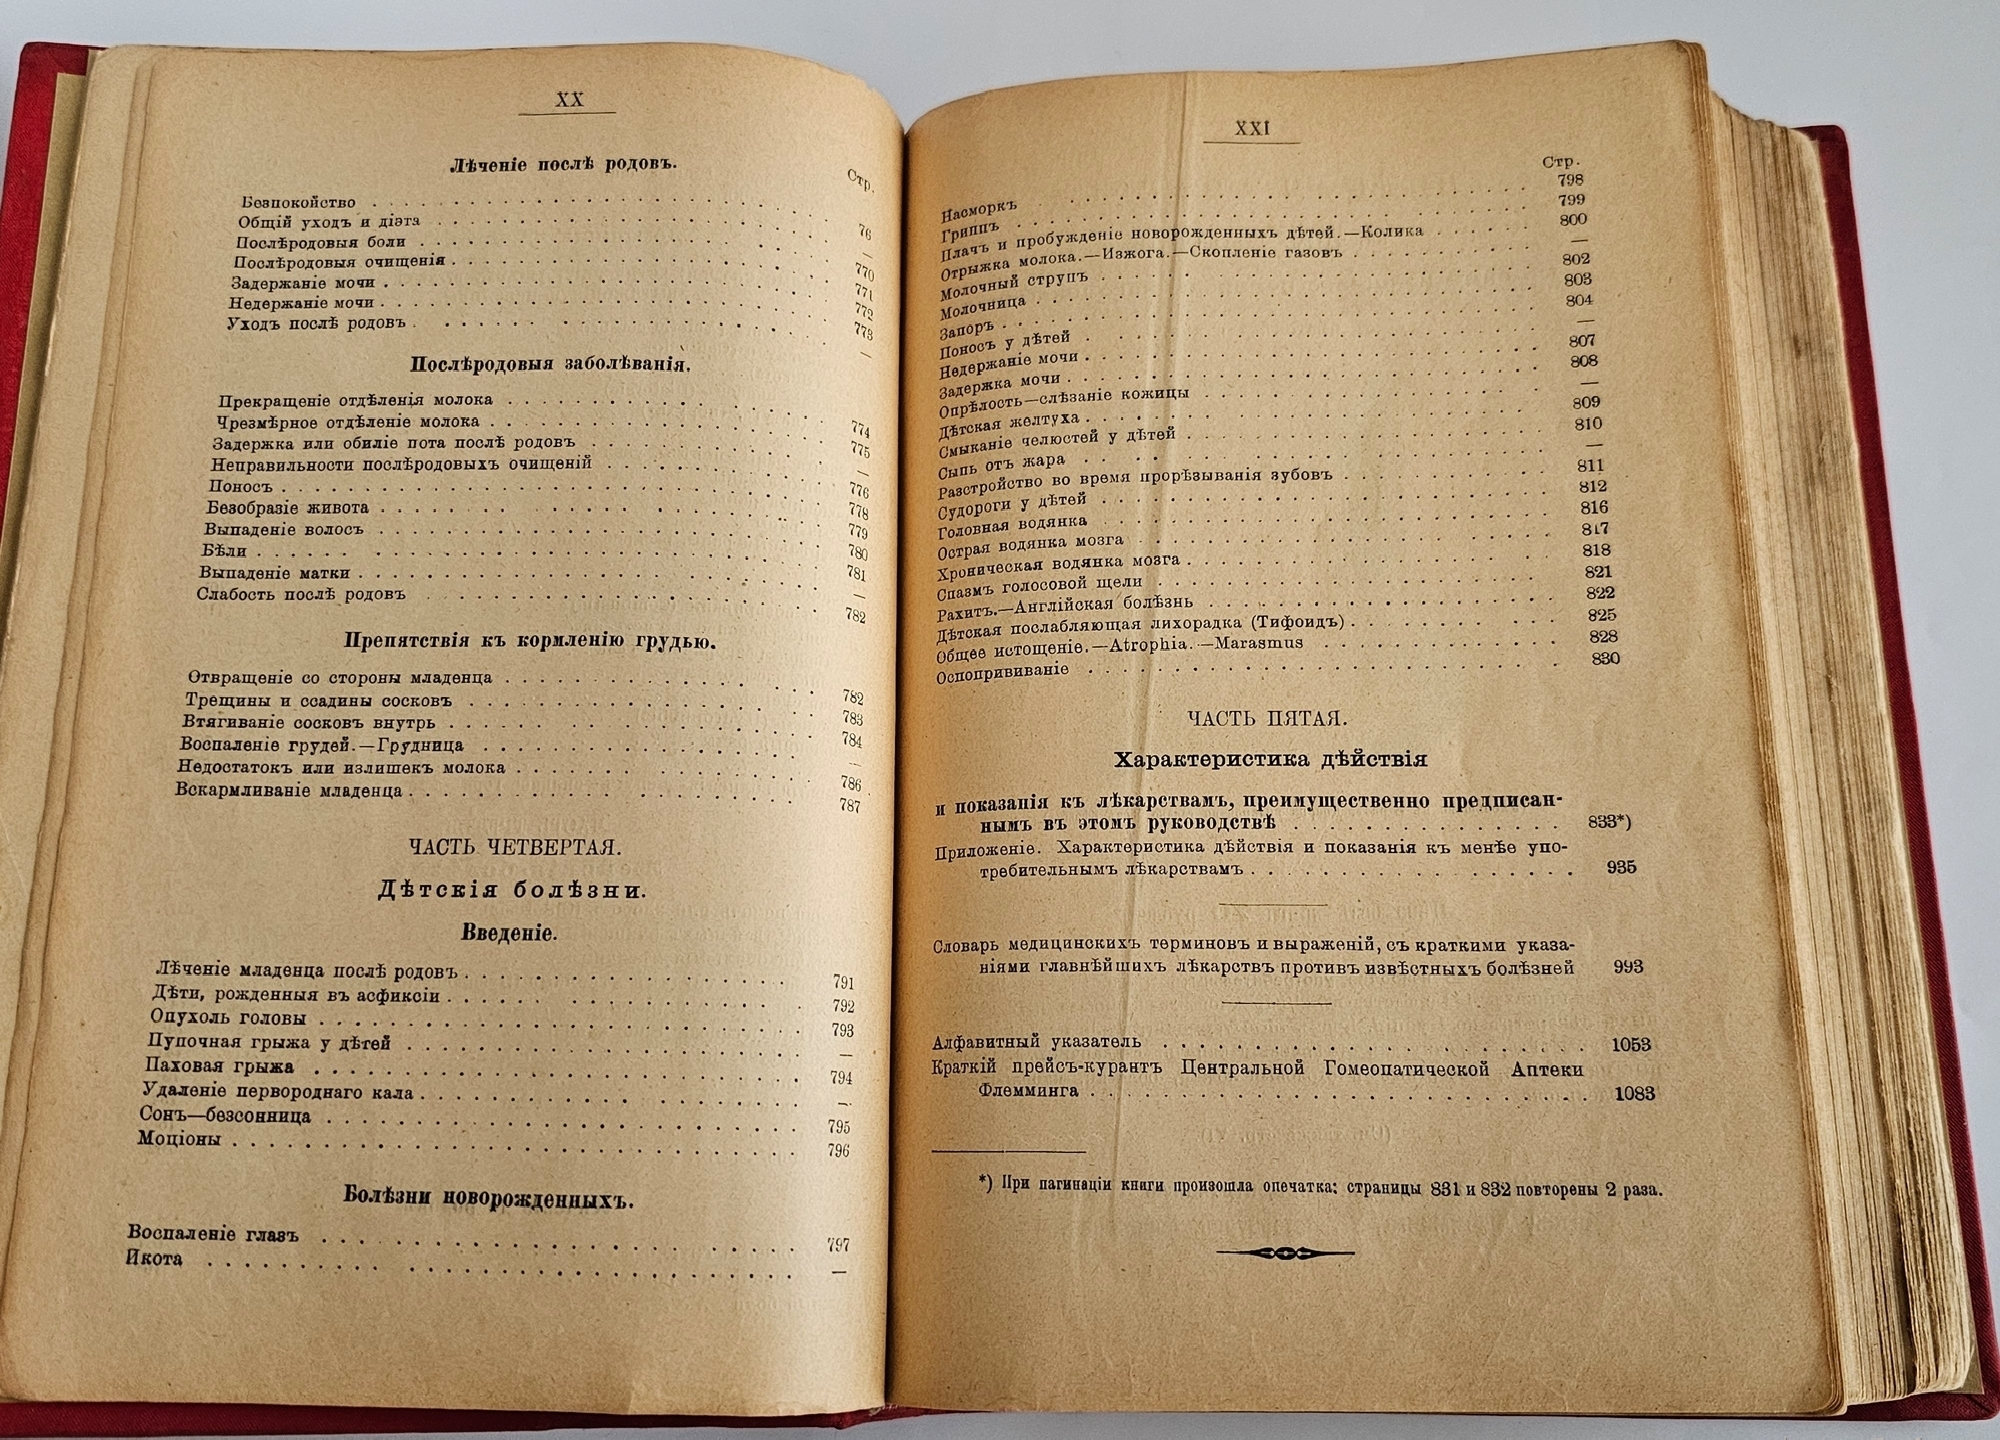 XX
Лѣченіе послѣ родовъ.
Стр.
Безпокойство . . . 76
Общій уходъ и діэта . . . —
Послѣродовыя боли . . . 770
Послѣродовыя очищенія . . . 771
Задержаніе мочи . . . 772
Недержаніе мочи . . . 773
Уходъ послѣ родовъ . . . —
Послѣродовыя заболѣванія.
Прекращеніе отдѣленія молока . . . 774
Чрезмѣрное отдѣленіе молока . . . 775
Задержка или обиліе пота послѣ родовъ . . . —
Неправильности послѣродовыхъ очищеній . . . 776
Поносъ . . . 778
Безобразіе живота . . . 779
Выпаденіе волосъ . . . 780
Бѣли . . . 781
Выпаденіе матки . . . —
Слабость послѣ родовъ . . . 782
Препятствія къ кормленію грудью.
Отвращеніе со стороны младенца . . . 782
Трещины и ссадины сосковъ . . . 783
Втягиваніе сосковъ внутрь . . . 784
Воспаленіе грудей.—Грудница . . . —
Недостатокъ или излишекъ молока . . . 786
Вскармливаніе младенца . . . 787
ЧАСТЬ ЧЕТВЕРТАЯ.
Дѣтскія болѣзни.
Введеніе.
Лѣченіе младенца послѣ родовъ . . . 791
Дѣти, рожденныя въ асфиксіи . . . 792
Опухоль головы . . . 793
Пупочная грыжа у дѣтей . . . —
Паховая грыжа . . . 794
Удаленіе первороднаго кала . . . —
Сонъ—безсонница . . . 795
Моціоны . . . 796
Болѣзни новорожденныхъ.
Воспаленіе глазъ . . . 797
Икота . . . —
XXI
Стр.
Насморкъ . . . 798
Гриппъ . . . 799
Плачъ и пробужденіе новорожденныхъ дѣтей.—Колика . . . 800
Отрыжка молока.—Изжога.—Скопленіе газовъ . . . —
Молочный струпъ . . . 802
Молочница . . . 803
Запоръ . . . 804
Поносъ у дѣтей . . . —
Недержаніе мочи . . . 807
Задержка мочи . . . 808
Опрѣлость—слѣзаніе кожицы . . . —
Дѣтская желтуха . . . 809
Смыканіе челюстей у дѣтей . . . 810
Сыпь отъ жара . . . —
Разстройство во время прорѣзыванія зубовъ . . . 811
Судороги у дѣтей . . . 812
Головная водянка . . . 816
Острая водянка мозга . . . 817
Хроническая водянка мозга . . . 818
Спазмъ голосовой щели . . . 821
Рахитъ.—Англійская болѣзнь . . . 822
Дѣтская послабляющая лихорадка (Тифоидъ) . . . 825
Общее истощеніе.—Atrophia.—Marasmus . . . 828
Оспопрививаніе . . . 830
ЧАСТЬ ПЯТАЯ.
Характеристика дѣйствія
и показанія къ лѣкарствамъ, преимущественно предписан-
нымъ въ этомъ руководствѣ . . . 833*)
Приложеніе. Характеристика дѣйствія и показанія къ менѣе упо-
требительнымъ лѣкарствамъ . . . 935
Словарь медицинскихъ терминовъ и выраженій, съ краткими указа-
ніями главнѣйшихъ лѣкарствъ противъ извѣстныхъ болѣзней 993
Алфавитный указатель . . . 1053
Краткій прейсъ-курантъ Центральной Гомеопатической Аптеки
Флемминга . . . 1083
*) При пагинаціи книги произошла опечатка: страницы 831 и 832 повторены 2 раза.